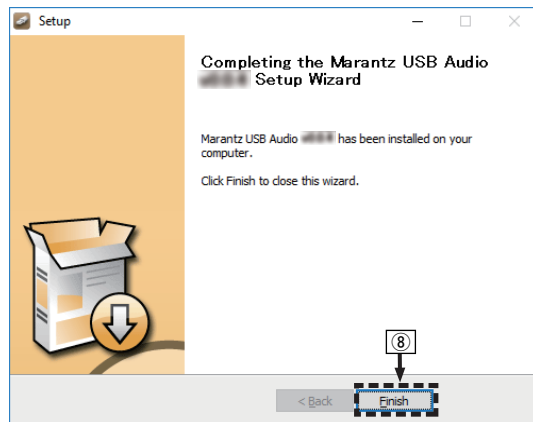 Setup
Completing the Marantz USB Audio
Setup Wizard
Marantz USB Audio has been installed on your
computer.
Click Finish to close this wizard.
⑧
< Back Finish